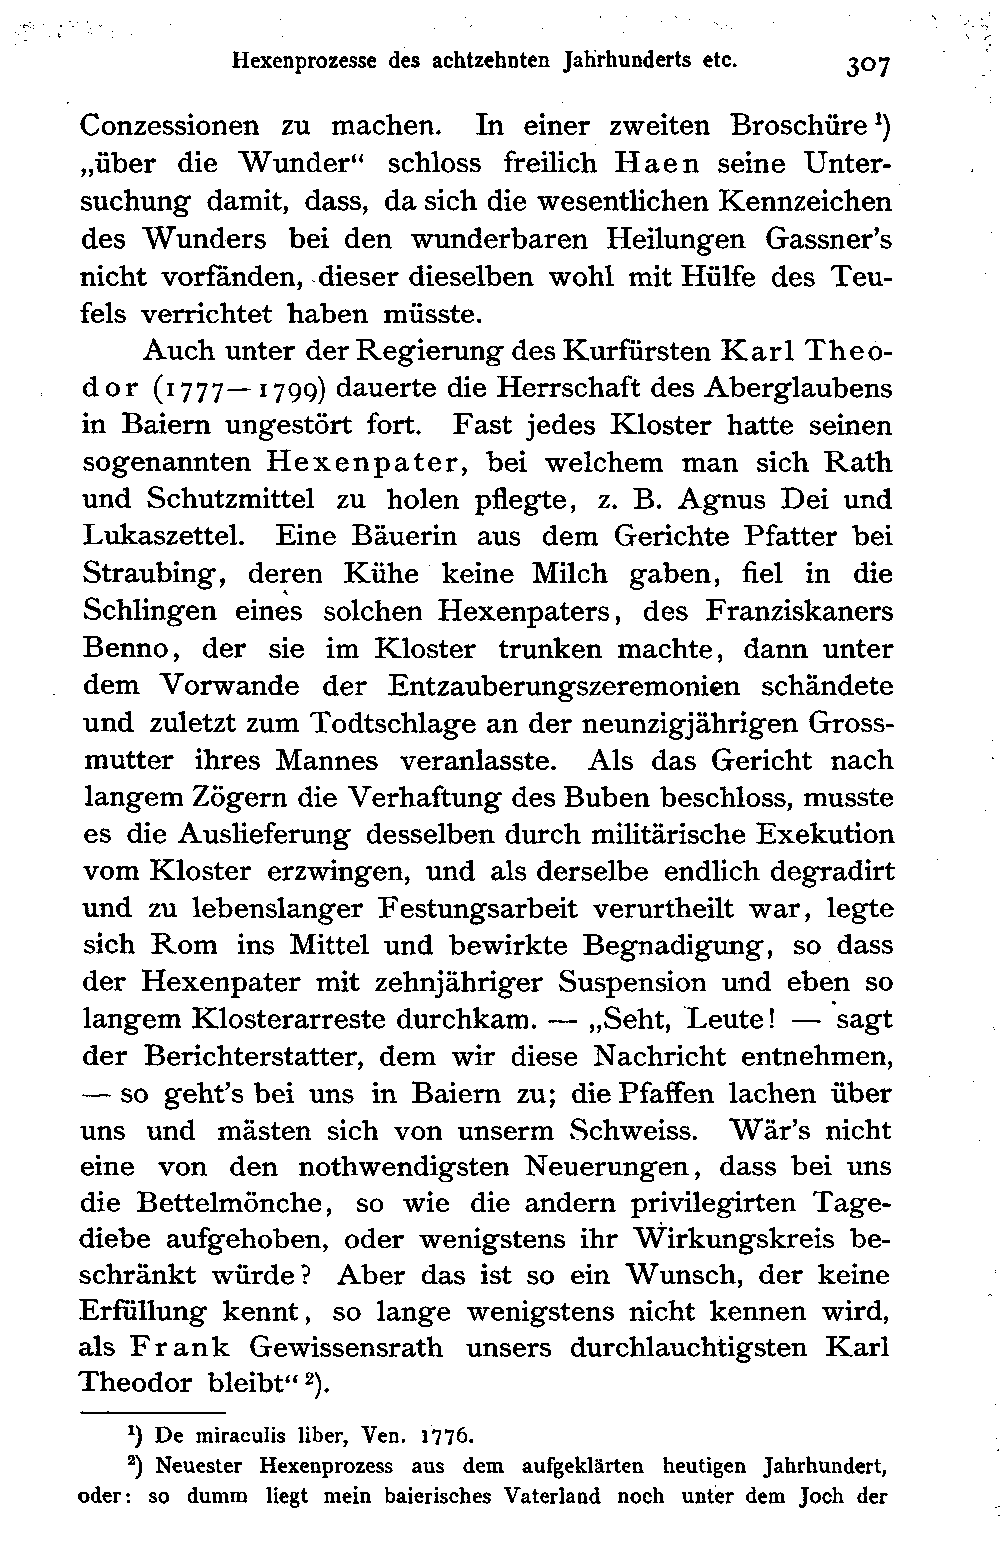 Hexenprozesse des achtzehnten Jahrhunderts etc. 307
Conzessionen zu machen. In einer zweiten Broschüre ¹)
„über die Wunder“ schloss freilich Haen seine Unter-
suchung damit, dass, da sich die wesentlichen Kennzeichen
des Wunders bei den wunderbaren Heilungen Gassner's
nicht vorfänden, dieser dieselben wohl mit Hülfe des Teu-
fels verrichtet haben müsste.
Auch unter der Regierung des Kurfürsten Karl Theo-
dor (1777—1799) dauerte die Herrschaft des Aberglaubens
in Baiern ungestört fort. Fast jedes Kloster hatte seinen
sogenannten Hexenpater, bei welchem man sich Rath
und Schutzmittel zu holen pflegte, z. B. Agnus Dei und
Lukaszettel. Eine Bäuerin aus dem Gerichte Pfatter bei
Straubing, deren Kühe keine Milch gaben, fiel in die
Schlingen eines solchen Hexenpaters, des Franziskaners
Benno, der sie im Kloster trunken machte, dann unter
dem Vorwande der Entzauberungszeremonien schändete
und zuletzt zum Todtschlage an der neunzigjährigen Gross-
mutter ihres Mannes veranlasste. Als das Gericht nach
langem Zögern die Verhaftung des Buben beschloss, musste
es die Auslieferung desselben durch militärische Exekution
vom Kloster erzwingen, und als derselbe endlich degradirt
und zu lebenslanger Festungsarbeit verurtheilt war, legte
sich Rom ins Mittel und bewirkte Begnadigung, so dass
der Hexenpater mit zehnjähriger Suspension und eben so
langem Klosterarreste durchkam. — „Seht, Leute! — sagt
der Berichterstatter, dem wir diese Nachricht entnehmen,
— so geht's bei uns in Baiern zu; die Pfaffen lachen über
uns und mästen sich von unserm Schweiss. Wär's nicht
eine von den nothwendigsten Neuerungen, dass bei uns
die Bettelmönche, so wie die andern privilegirten Tage-
diebe aufgehoben, oder wenigstens ihr Wirkungskreis be-
schränkt würde? Aber das ist so ein Wunsch, der keine
Erfüllung kennt, so lange wenigstens nicht kennen wird,
als Frank Gewissensrath unsers durchlauchtigsten Karl
Theodor bleibt“ ²).
¹) De miraculis liber, Ven. 1776.
²) Neuester Hexenprozess aus dem aufgeklärten heutigen Jahrhundert,
oder: so dumm liegt mein baierisches Vaterland noch unter dem Joch der